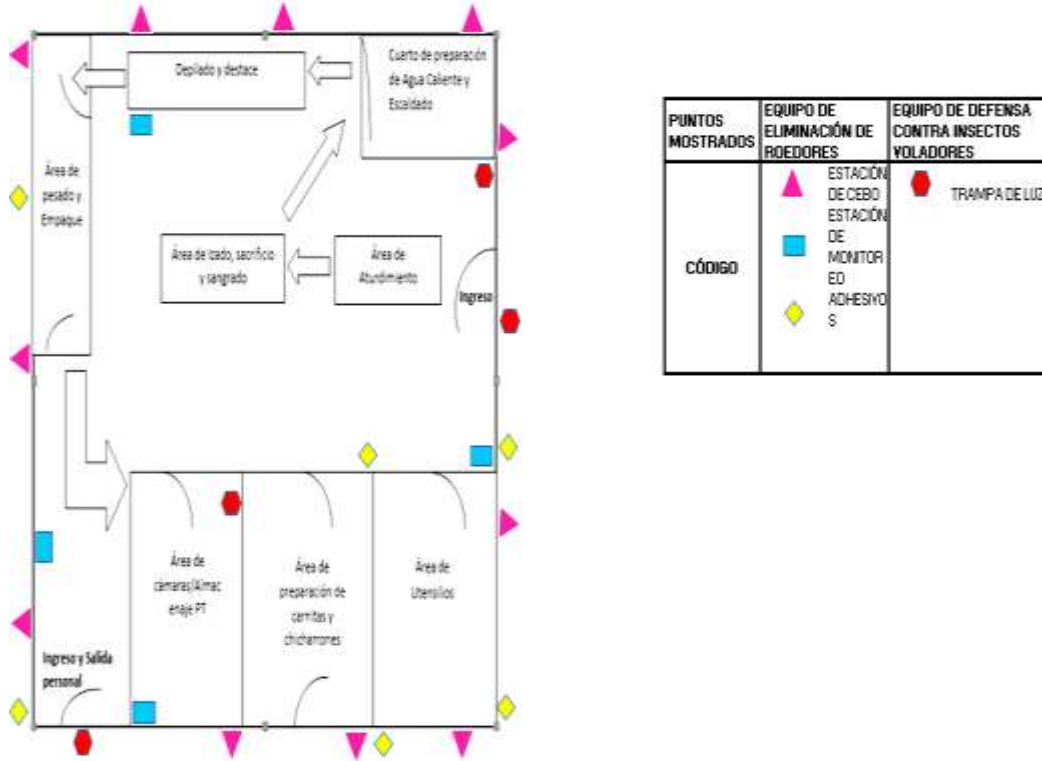 Depilado y destace
Cuarto de preparación
de Agua Caliente y
Escaldado
Área de
pesado y
Empaque
Área de Izado, sacrificio
y sangrado
Área de
Aturdimiento
Ingreso
Área de
cámaras/Almac
enaje PT
Área de
preparación de
carnitas y
chicharrones
Área de
Utensilios
Ingreso y Salida
personal
PUNTOS
MOSTRADOS
EQUIPO DE
ELIMINACIÓN DE
ROEDORES
EQUIPO DE DEFENSA
CONTRA INSECTOS
VOLADORES
CÓDIGO
ESTACIÓN
DE CEBO
ESTACIÓN
DE
MONITOR
EO
ADHESIVO
S
TRAMPA DE LUZ